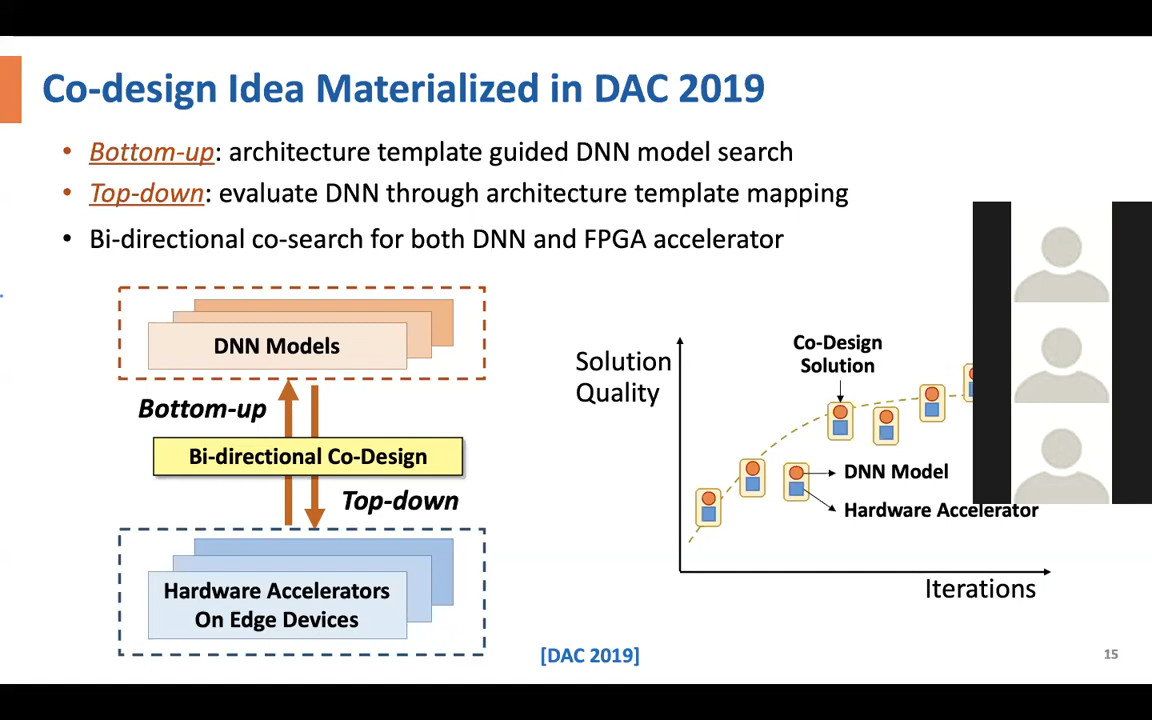 Co-design Idea Materialized in DAC 2019
• Bottom-up: architecture template guided DNN model search
• Top-down: evaluate DNN through architecture template mapping
• Bi-directional co-search for both DNN and FPGA accelerator
DNN Models
Bottom-up
Bi-directional Co-Design
Top-down
Hardware Accelerators
On Edge Devices
Solution
Quality
Co-Design
Solution
DNN Model
Hardware Accelerator
Iterations
[DAC 2019]
15